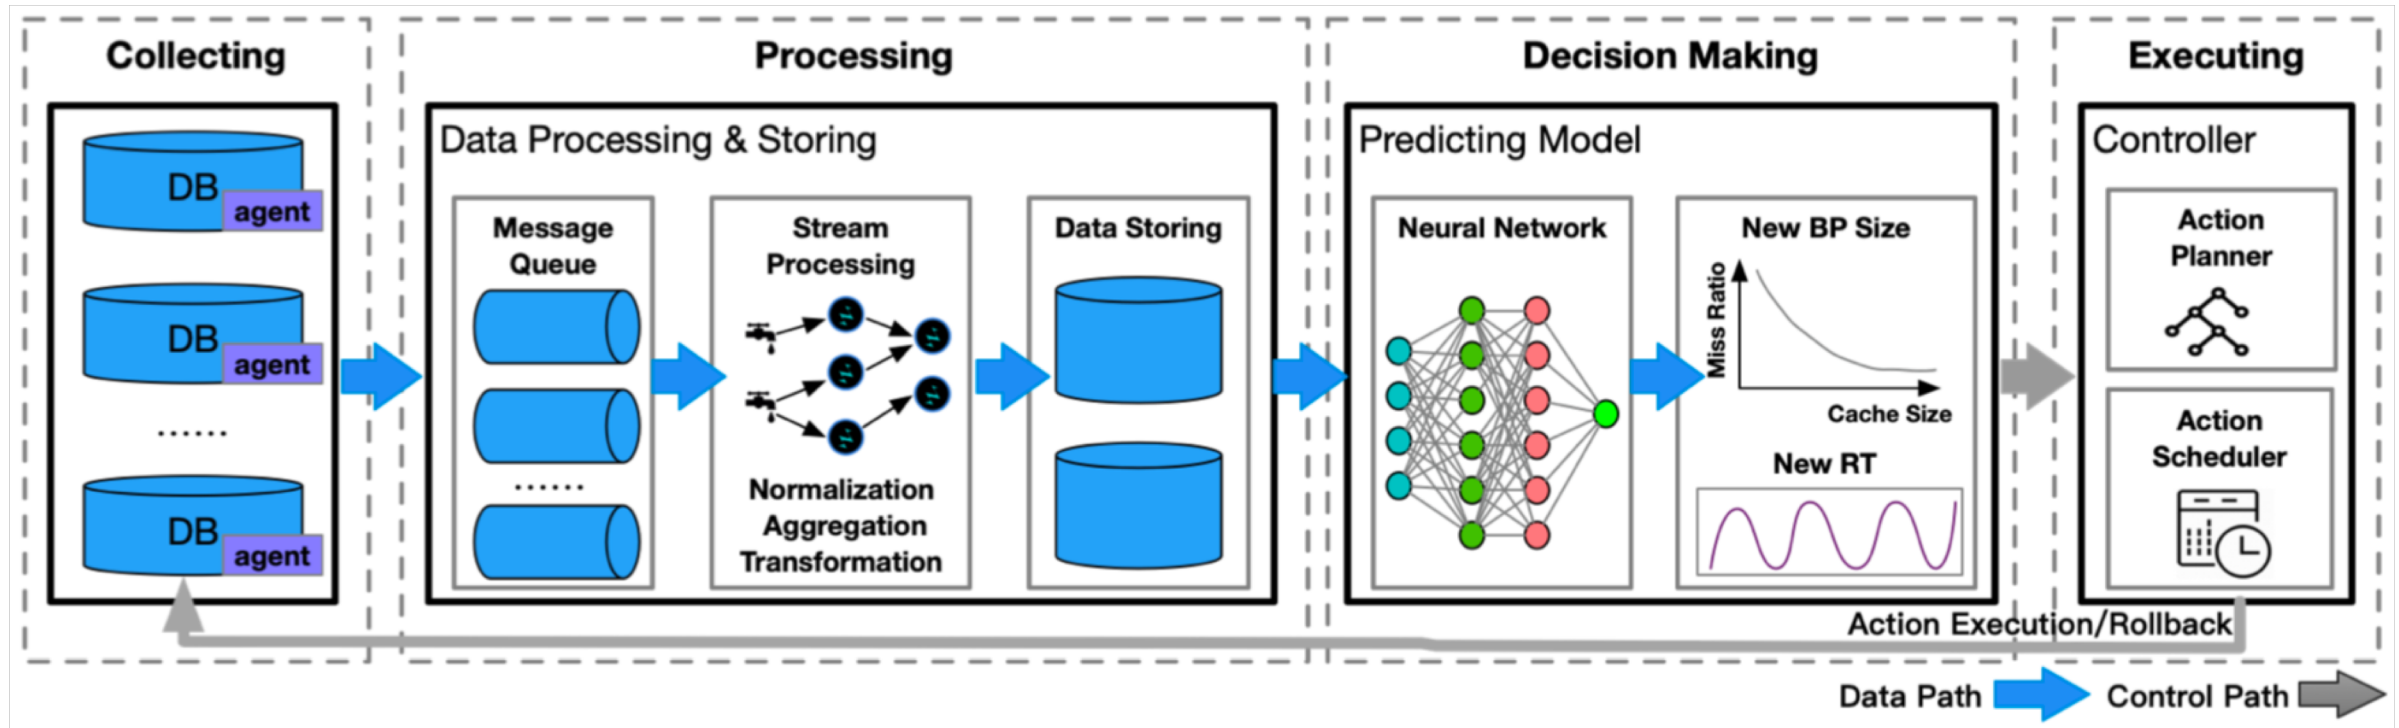 Collecting
DB
agent
DB
agent
......
DB
agent
Processing
Data Processing & Storing
Message
Queue
......
Stream
Processing
Normalization
Aggregation
Transformation
Data Storing
Decision Making
Predicting Model
Neural Network
New BP Size
Miss Ratio
Cache Size
New RT
Executing
Controller
Action
Planner
Action
Scheduler
Action Execution/Rollback
Data Path
Control Path